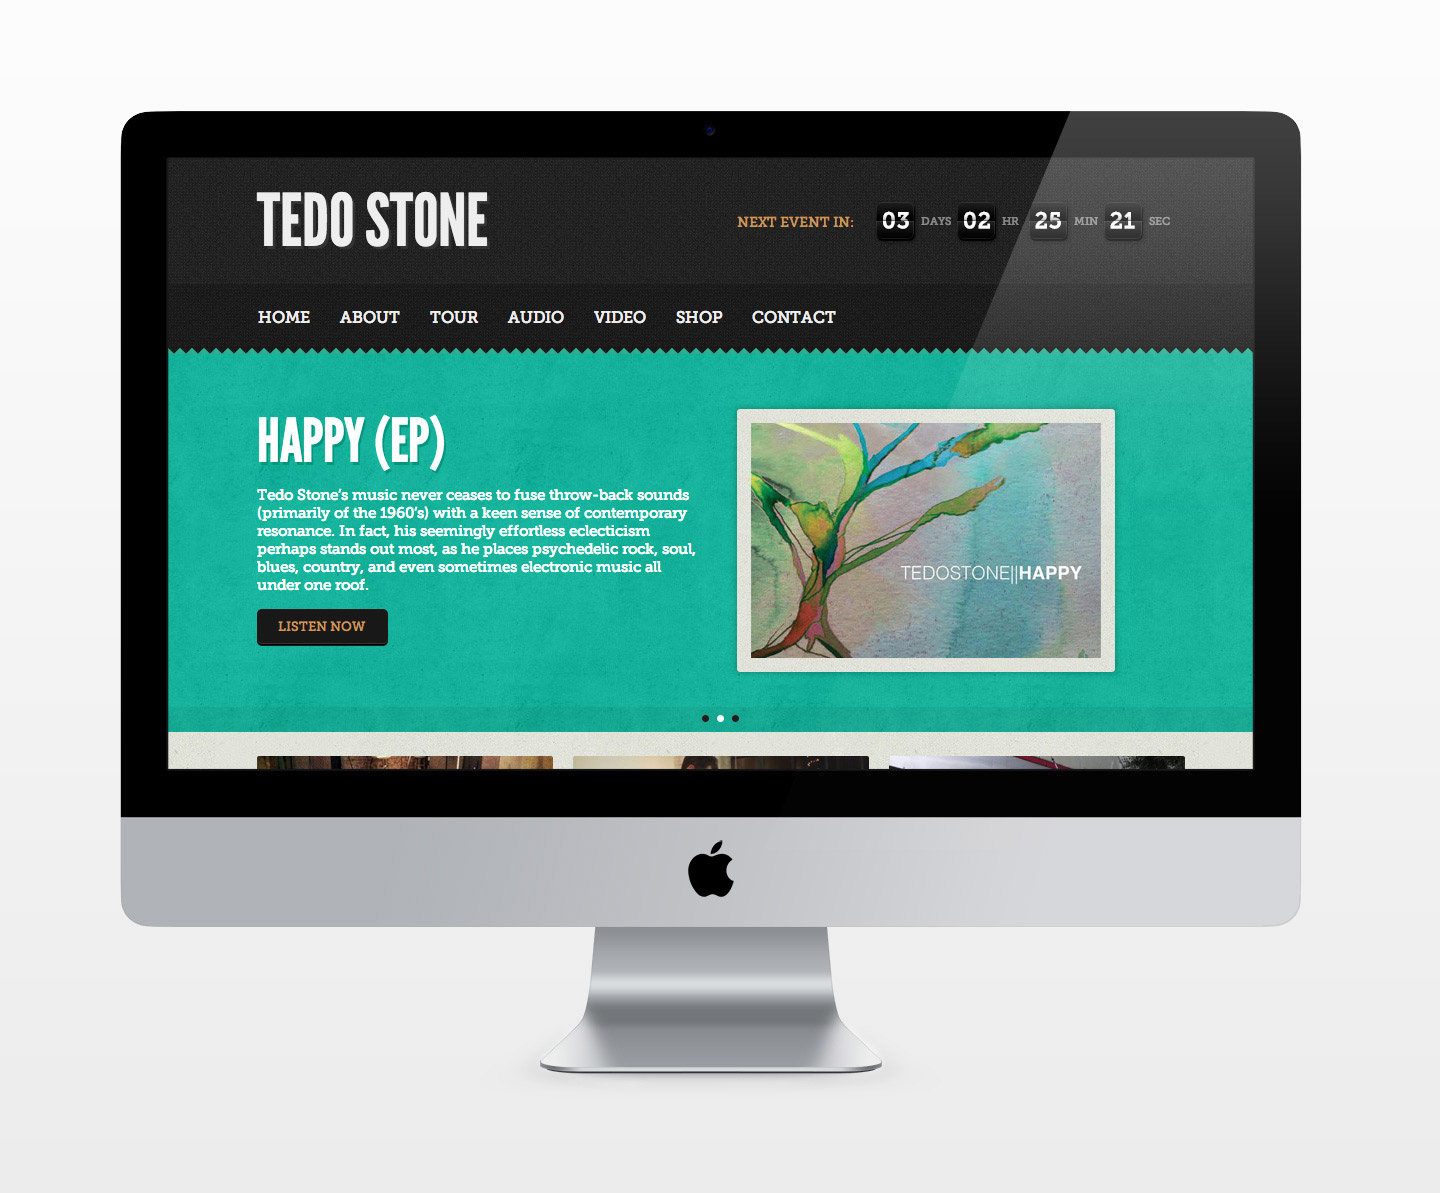 TEDO STONE
NEXT EVENT IN: 03 DAYS 02 HR 25 MIN 21 SEC
HOME ABOUT TOUR AUDIO VIDEO SHOP CONTACT
HAPPY (EP)
Tedo Stone's music never ceases to fuse throw-back sounds
(primarily of the 1960's) with a keen sense of contemporary
resonance. In fact, his seemingly effortless eclecticism
perhaps stands out most, as he places psychedelic rock, soul,
blues, country, and even sometimes electronic music all
under one roof.
LISTEN NOW
TEDOSTONE||HAPPY